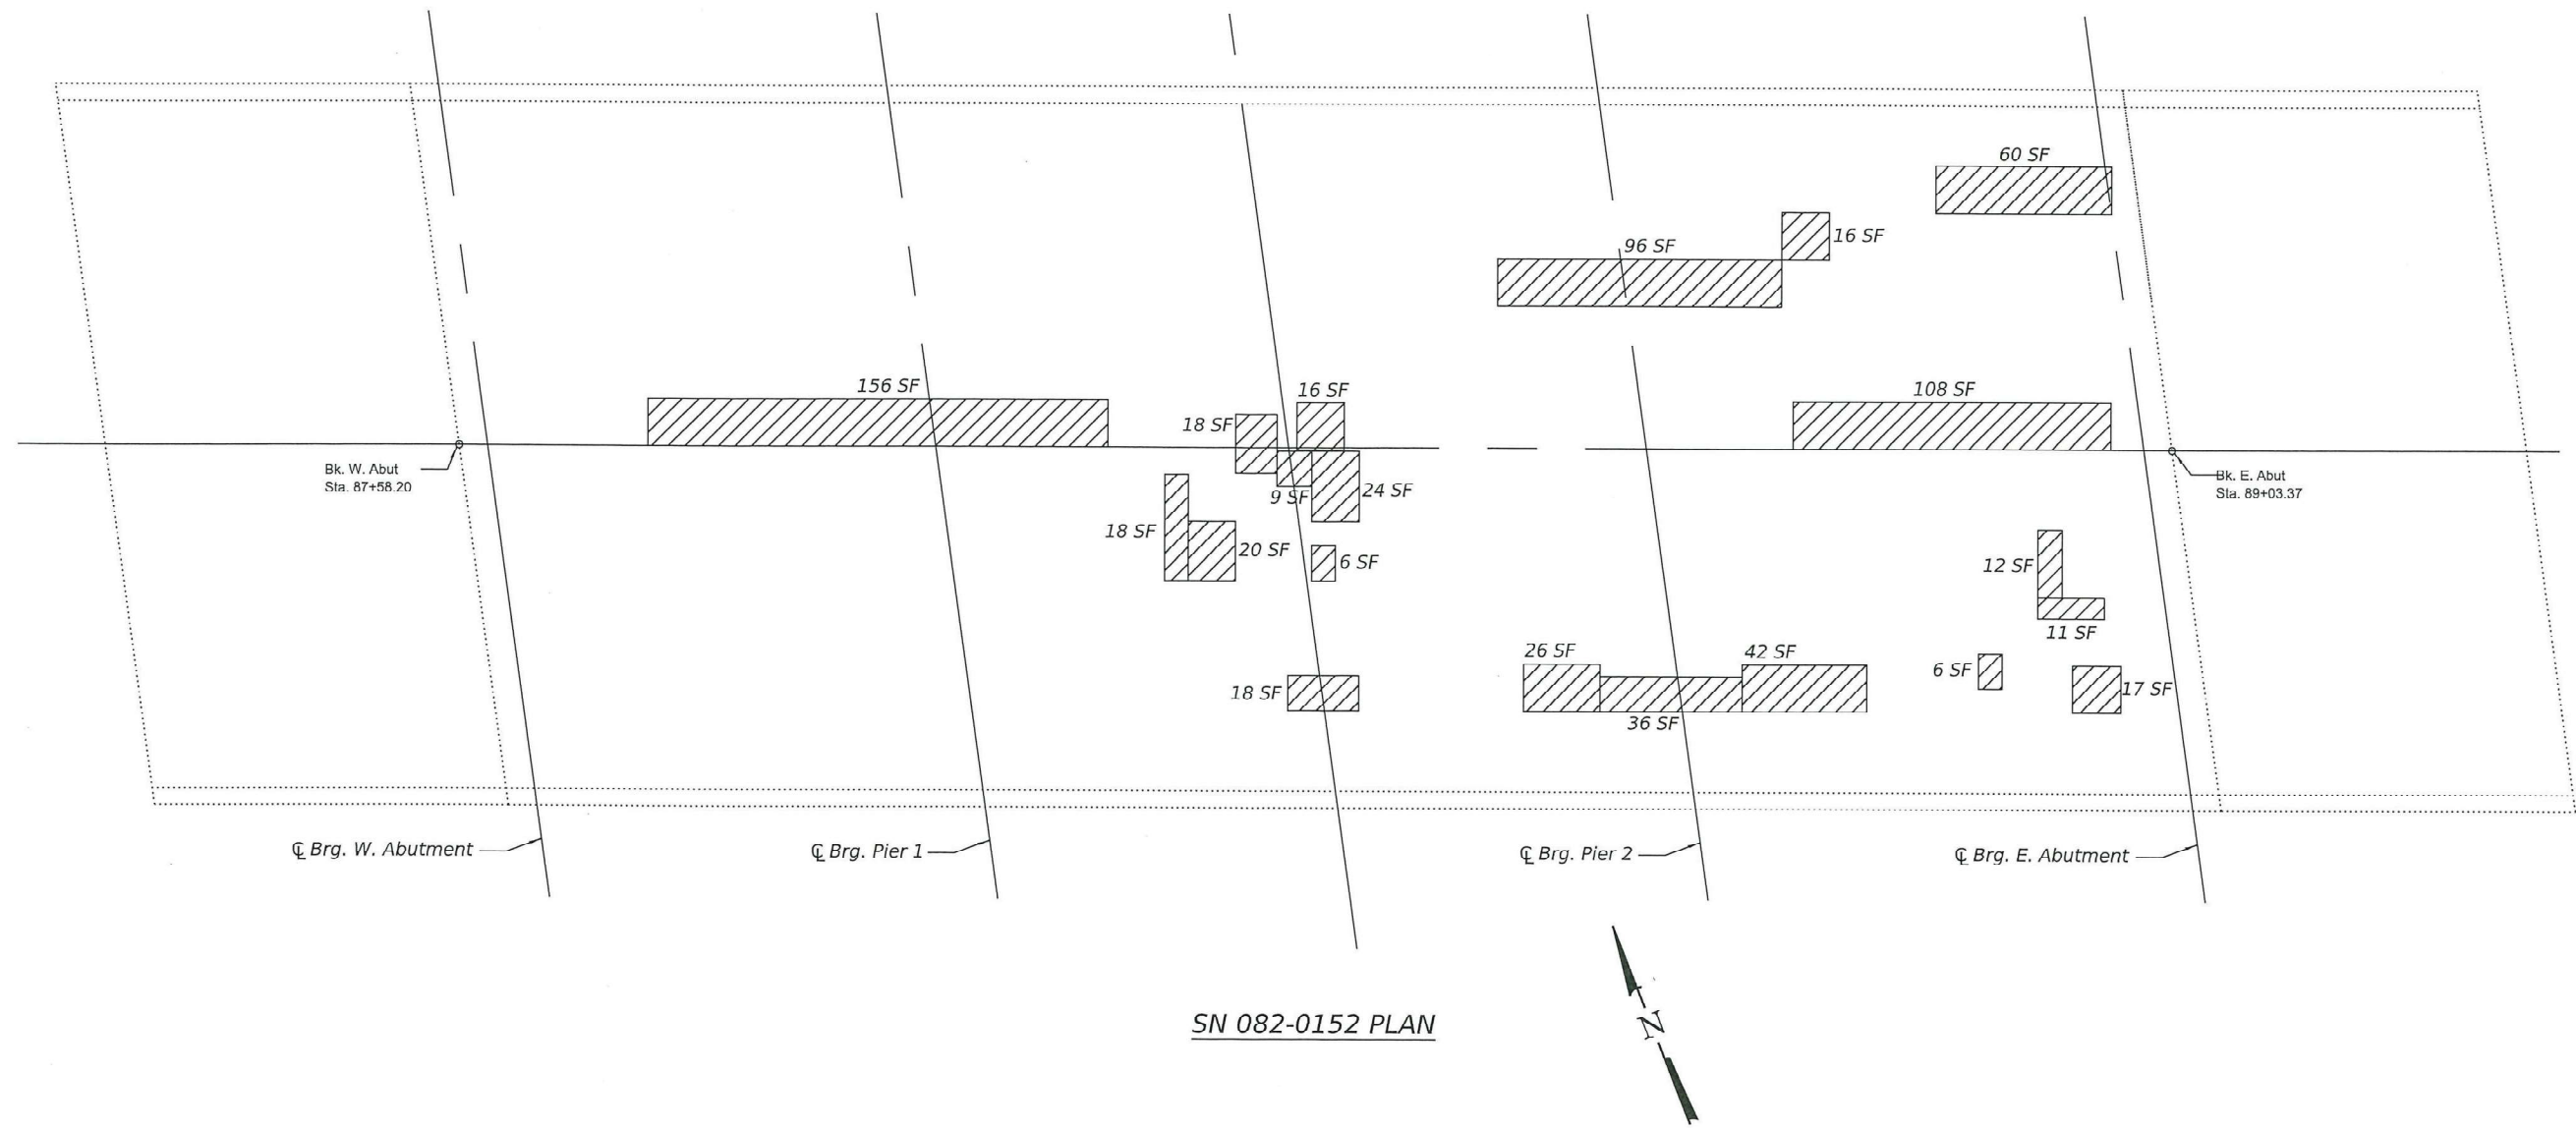 60 SF
16 SF
96 SF
156 SF
108 SF
16 SF
18 SF
Bk. W. Abut
Sta. 87+58.20
Bk. E. Abut
Sta. 89+03.37
9 SF
24 SF
18 SF
20 SF
6 SF
12 SF
11 SF
26 SF
42 SF
6 SF
18 SF
17 SF
36 SF
℄ Brg. W. Abutment
℄ Brg. Pier 1
℄ Brg. Pier 2
℄ Brg. E. Abutment
N
SN 082-0152 PLAN